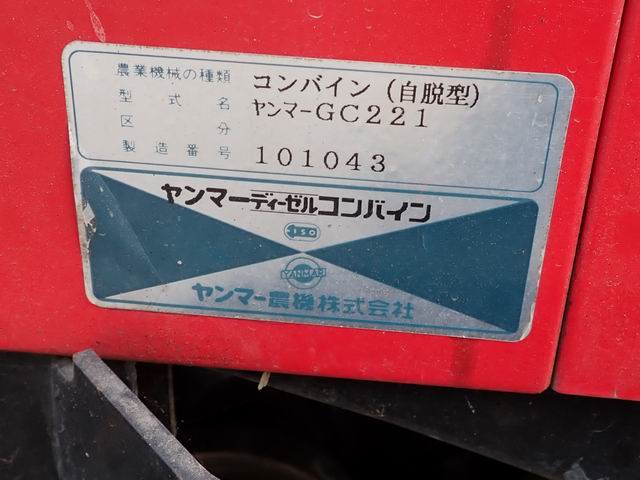 農業機械の種類 コンバイン(自脱型)
型式名 ヤンマーGC221
区分
製造番号 101043
ヤンマーディーゼルコンバイン
ISO
YANMAR
ヤンマー農機株式会社